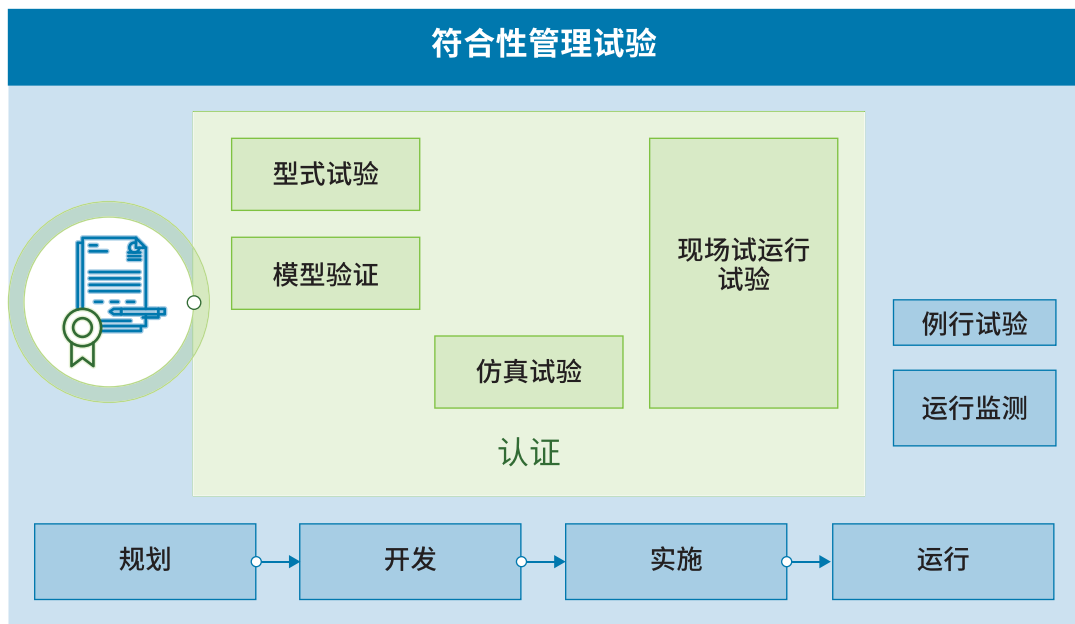 符合性管理试验
型式试验
模型验证
仿真试验
现场试运行
试验
认证
例行试验
运行监测
规划
开发
实施
运行